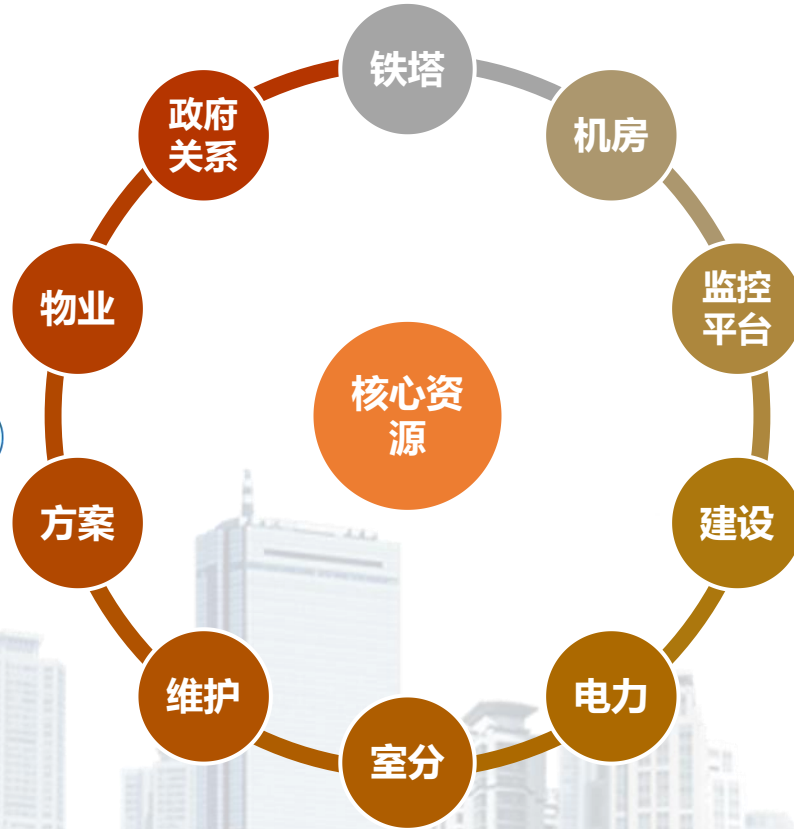 铁塔
机房
监控
平台
建设
电力
室分
维护
方案
物业
政府
关系
核心资
源